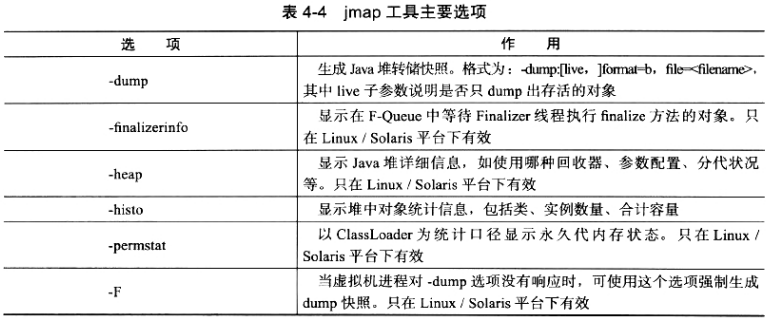 表 4-4 jmap 工具主要选项
选 项 作 用
-dump
生成 Java 堆转储快照。格式为：-dump:[live，]format=b，file=<filename>，
其中 live 子参数说明是否只 dump 出存活的对象
-finalizerinfo
显示在 F-Queue 中等待 Finalizer 线程执行 finalize 方法的对象。只
在 Linux / Solaris 平台下有效
-heap
显示 Java 堆详细信息，如使用哪种回收器、参数配置、分代状况
等。只在 Linux / Solaris 平台下有效
-histo 显示堆中对象统计信息，包括类、实例数量、合计容量
-permstat
以 ClassLoader 为统计口径显示永久代内存状态。只在 Linux /
Solaris 平台下有效
-F
当虚拟机进程对 -dump 选项没有响应时，可使用这个选项强制生成
dump 快照。只在 Linux / Solaris 平台下有效